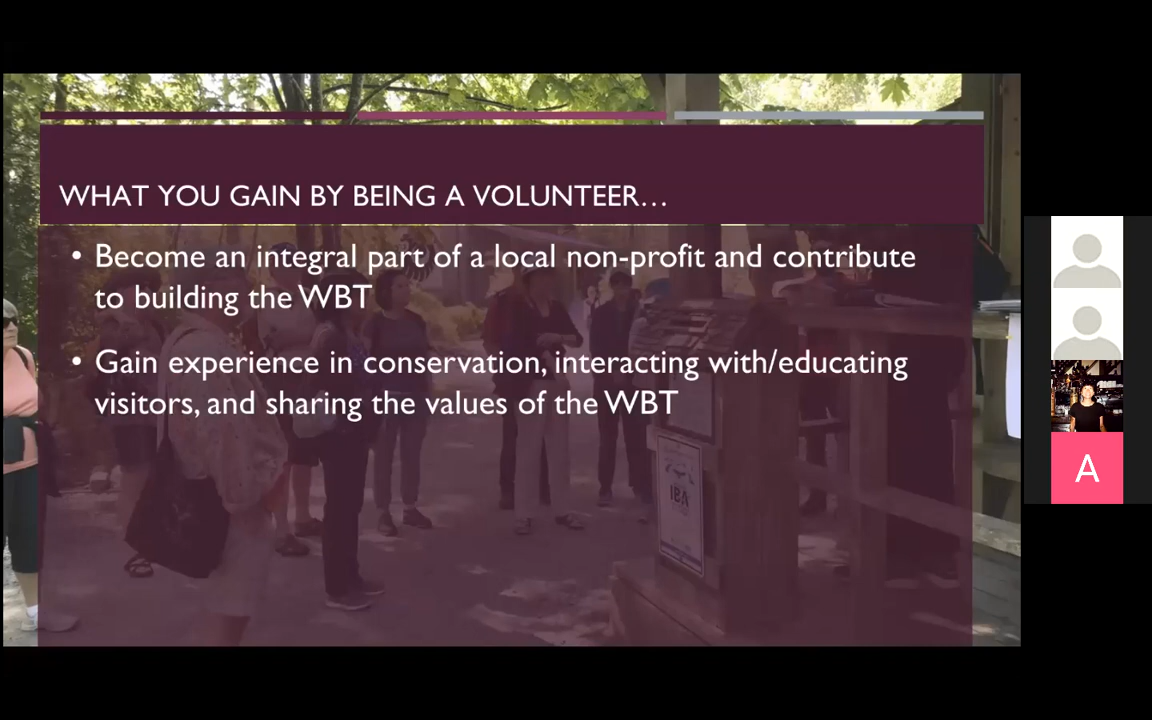 WHAT YOU GAIN BY BEING A VOLUNTEER…
• Become an integral part of a local non-profit and contribute
to building the WBT
• Gain experience in conservation, interacting with/educating
visitors, and sharing the values of the WBT
IBA
A